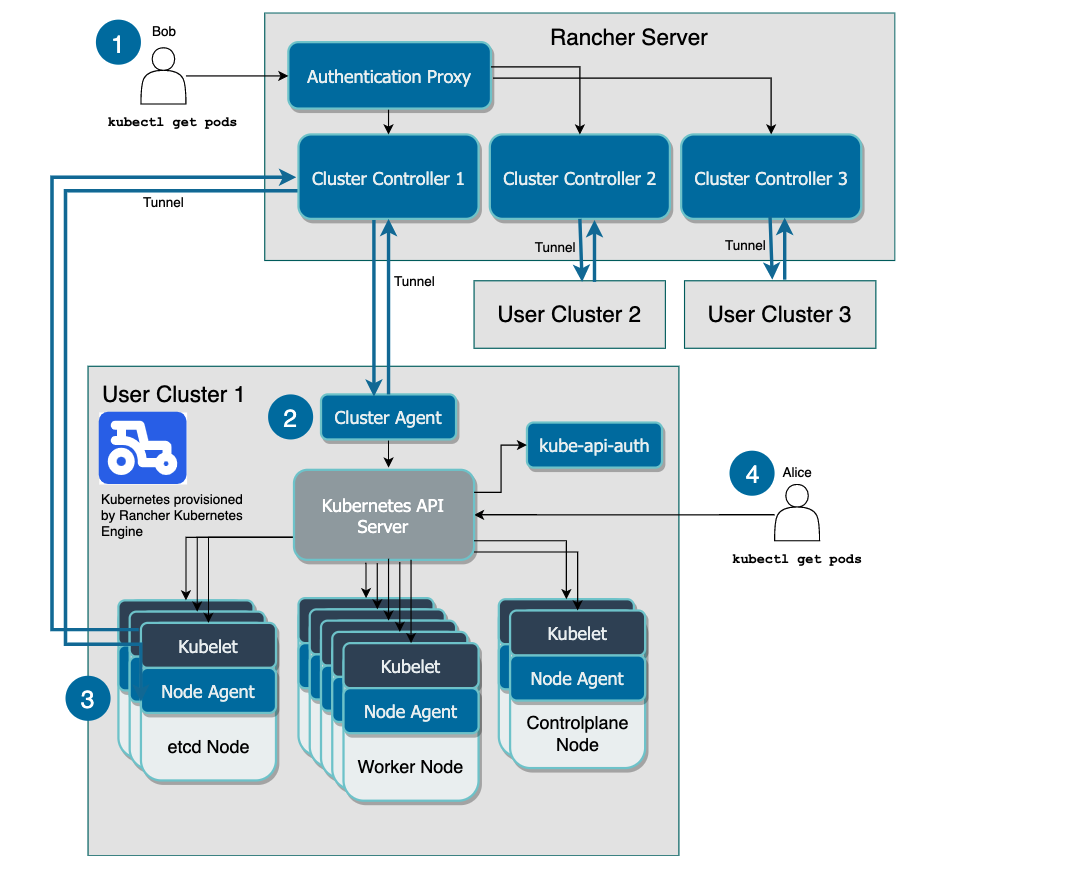 1
Bob
kubectl get pods
Rancher Server
Authentication Proxy
Cluster Controller 1
Cluster Controller 2
Cluster Controller 3
Tunnel
Tunnel
Tunnel
Tunnel
User Cluster 2
User Cluster 3
User Cluster 1
2
Cluster Agent
kube-api-auth
Kubernetes provisioned
by Rancher Kubernetes
Engine
Kubernetes API
Server
4
Alice
kubectl get pods
3
Kubelet
Node Agent
etcd Node
Kubelet
Node Agent
Worker Node
Kubelet
Node Agent
Controlplane
Node